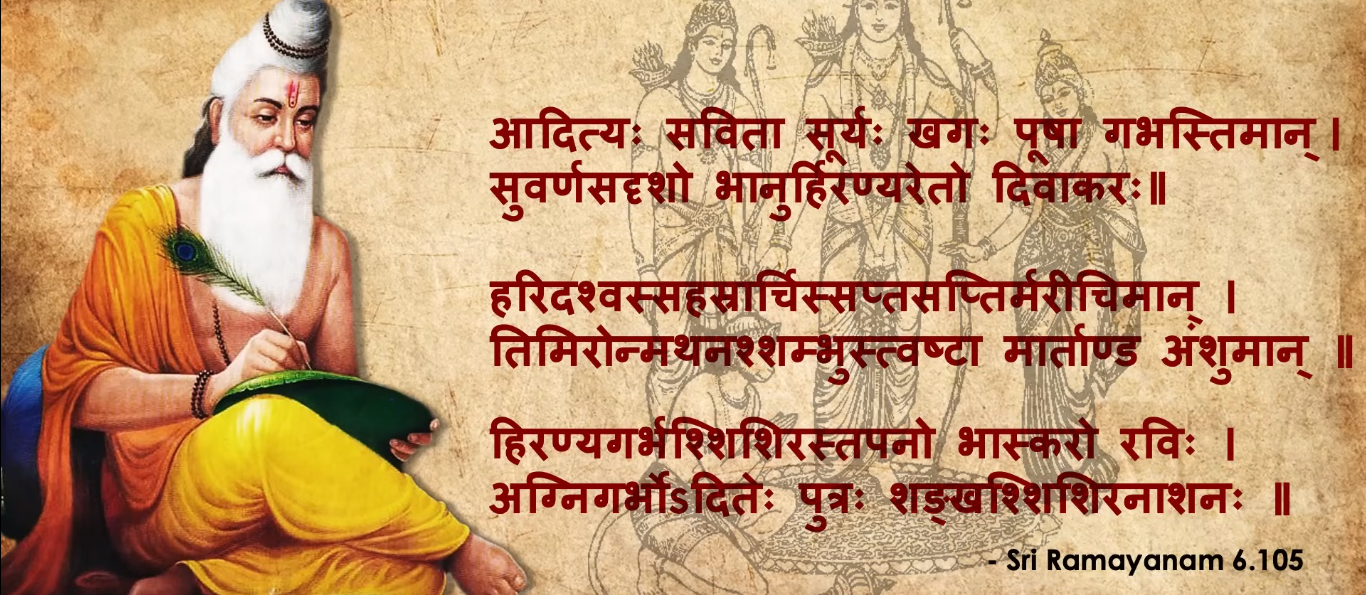 आदित्यः सविता सूर्यः खगः पूषा गभस्तिमान् ।
सुवर्णसदृशो भानुर्हिरण्यरेतो दिवाकरः॥
हरिदश्वस्सहस्रार्चिस्सप्तसप्तिर्मरीचिमान् ।
तिमिरोन्मथनश्शम्भुस्त्वष्टा मार्ताण्ड अंशुमान् ॥
हिरण्यगर्भश्शिशिरस्तपनो भास्करो रविः ।
अग्निगर्भोऽदितेः पुत्रः शङ्खश्शिशिरनाशनः ॥
- Sri Ramayanam 6.105